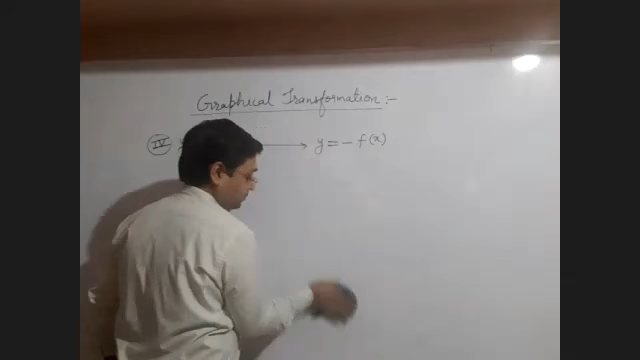 Graphical Transformation :-
IV → y = - f(x)